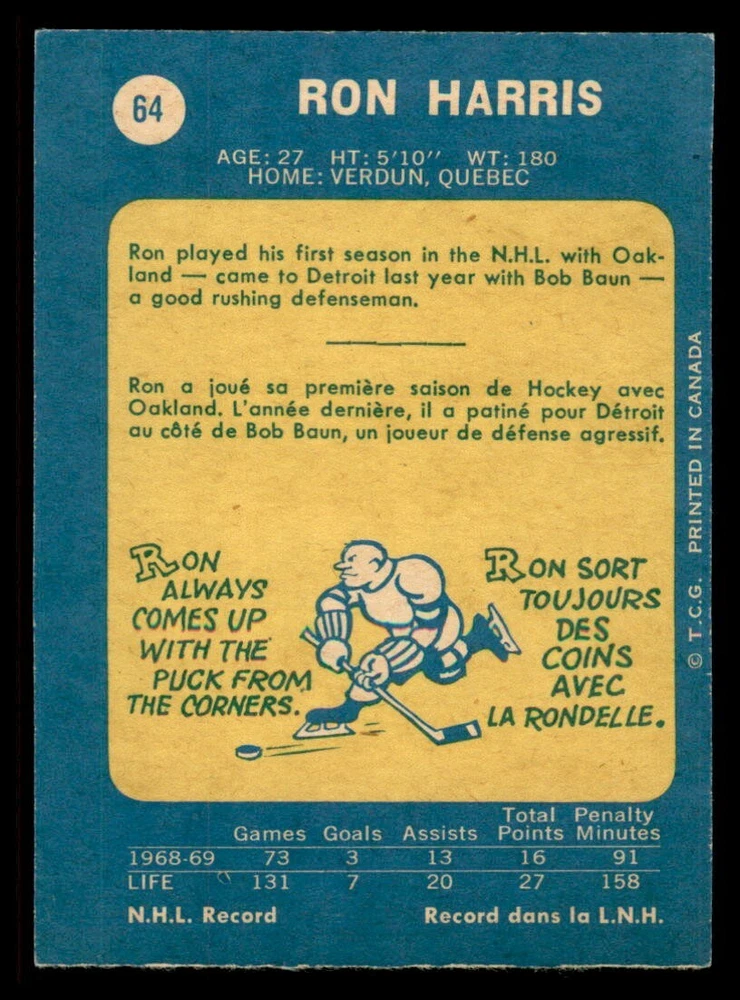 64
RON HARRIS
AGE: 27 HT: 5'10'' WT: 180
HOME: VERDUN, QUEBEC
Ron played his first season in the N.H.L. with Oak-
land — came to Detroit last year with Bob Baun —
a good rushing defenseman.
Ron a joué sa première saison de Hockey avec
Oakland. L'année dernière, il a patiné pour Détroit
au côté de Bob Baun, un joueur de défense agressif.
RON
ALWAYS
COMES UP
WITH THE
PUCK FROM
THE CORNERS.
RON SORT
TOUJOURS
DES
COINS
AVEC
LA RONDELLE.
© T.C.G. PRINTED IN CANADA
Games Goals Assists Total Points Penalty Minutes
1968-69 73 3 13 16 91
LIFE 131 7 20 27 158
N.H.L. Record Record dans la L.N.H.